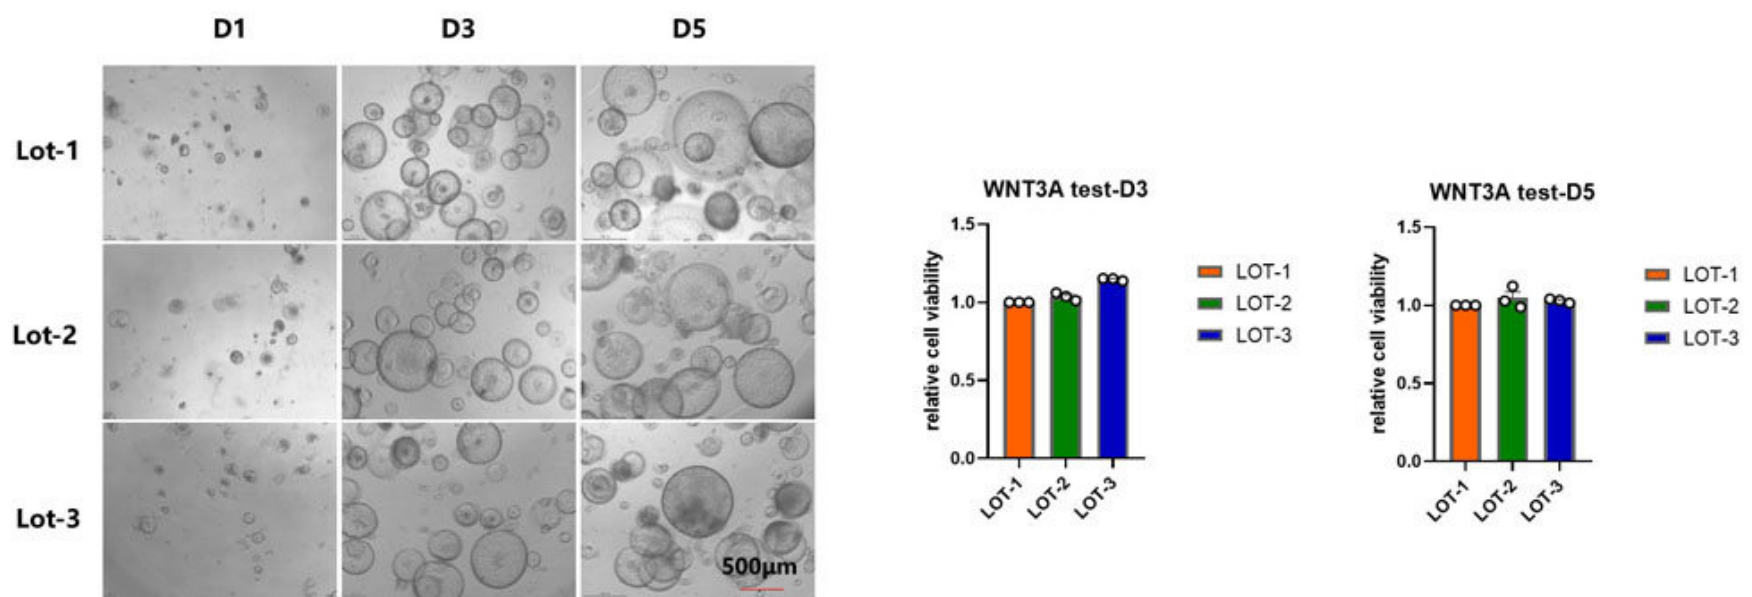 D1 D3 D5
Lot-1
Lot-2
Lot-3
500µm
WNT3A test-D3
relative cell viability
1.5
1.0
0.5
0.0
LOT-1 LOT-2 LOT-3
LOT-1
LOT-2
LOT-3
WNT3A test-D5
relative cell viability
1.5
1.0
0.5
0.0
LOT-1 LOT-2 LOT-3
LOT-1
LOT-2
LOT-3